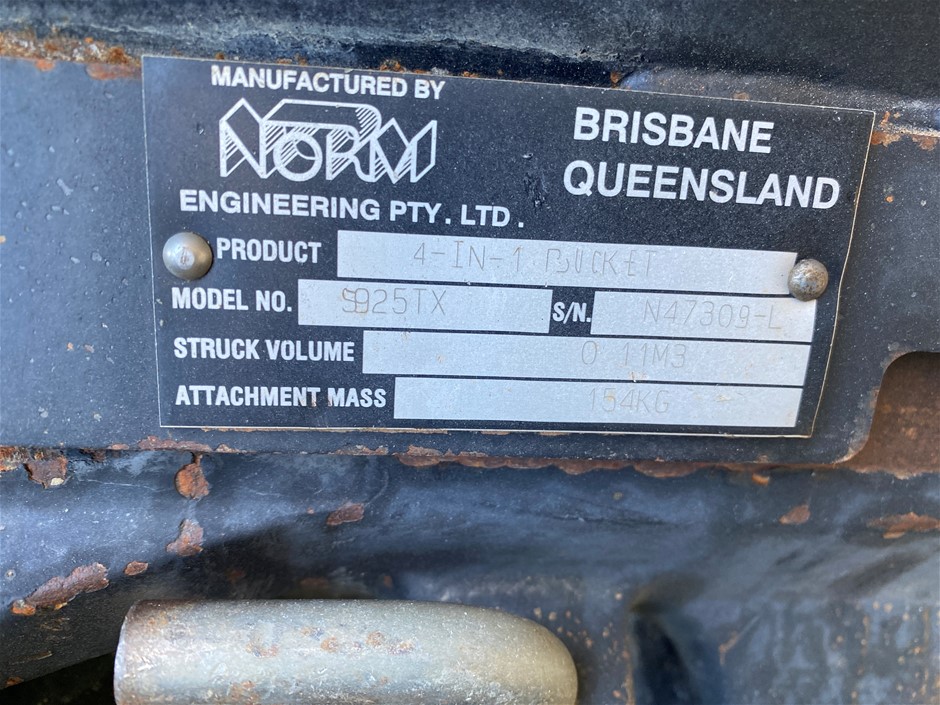 MANUFACTURED BY
NORM
ENGINEERING PTY. LTD.
BRISBANE
QUEENSLAND
PRODUCT 4-IN-1 BUCKET
MODEL NO. S925TX S/N. N47309-L
STRUCK VOLUME 0.11M3
ATTACHMENT MASS 154KG